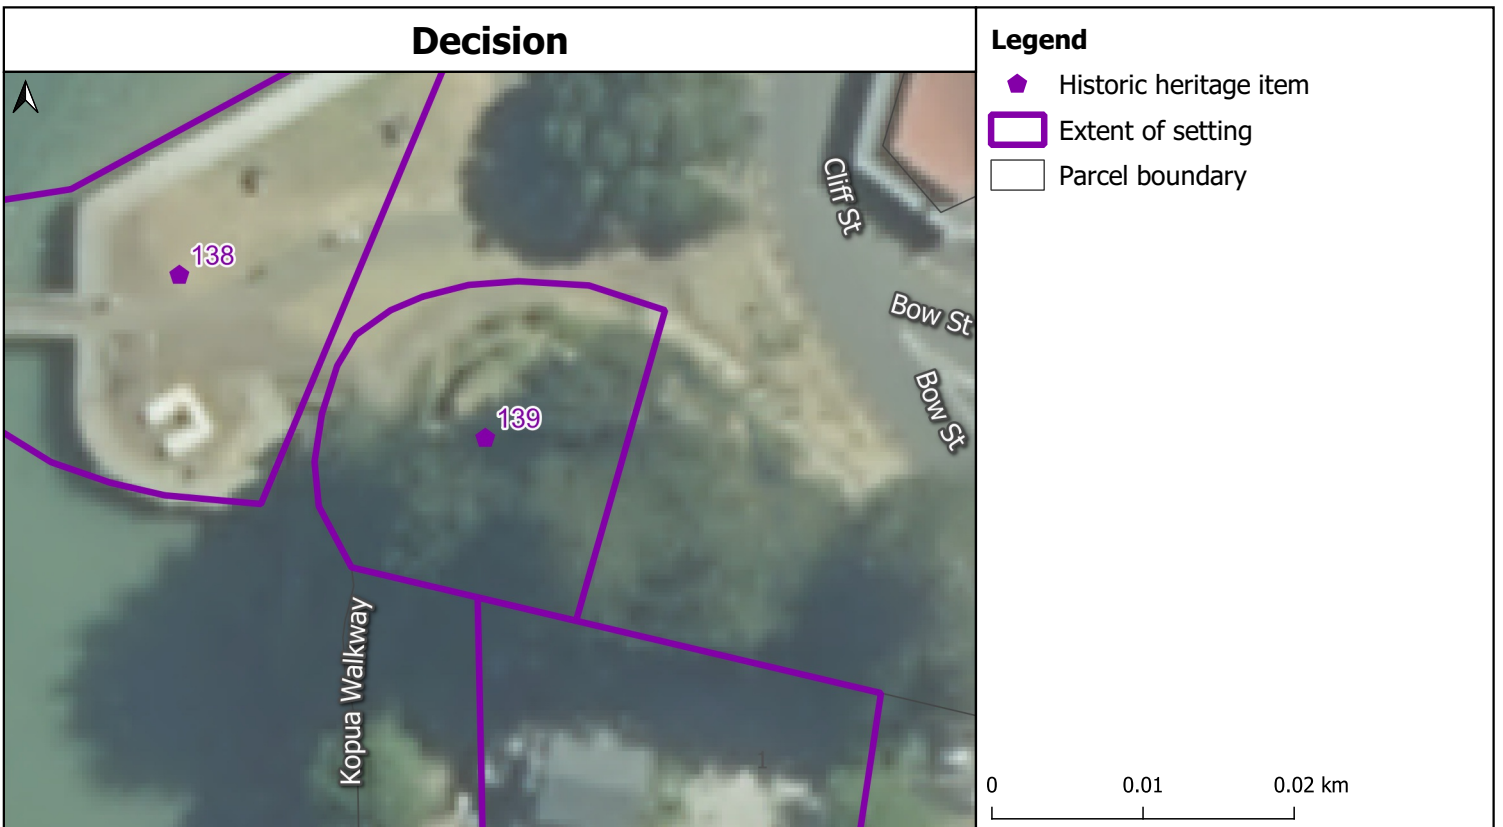 Decision
Legend
Historic heritage item
Extent of setting
Parcel boundary
Cliff St
138
Bow St
Bow St
139
Kopua Walkway
1
0 0.01 0.02 km